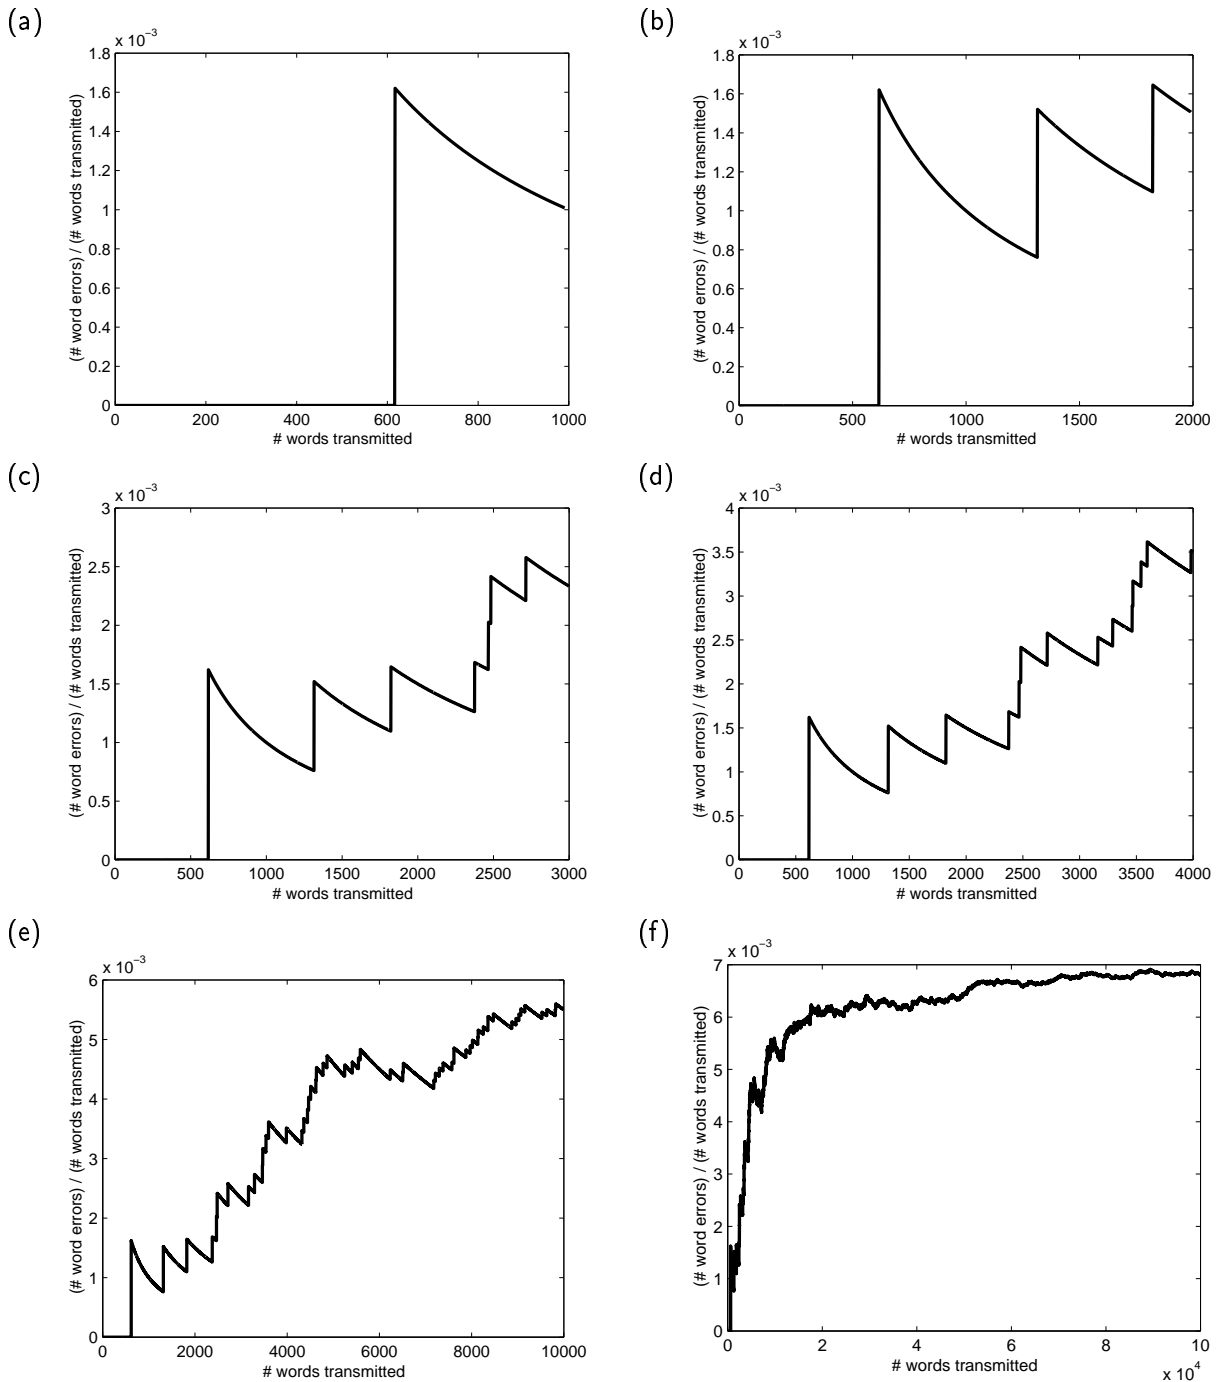 (a)
x 10⁻³
1.8
1.6
1.4
1.2
1
0.8
0.6
0.4
0.2
0
0 200 400 600 800 1000
# words transmitted
(# word errors) / (# words transmitted)
(b)
x 10⁻³
1.8
1.6
1.4
1.2
1
0.8
0.6
0.4
0.2
0
0 500 1000 1500 2000
# words transmitted
(# word errors) / (# words transmitted)
(c)
x 10⁻³
3
2.5
2
1.5
1
0.5
0
0 500 1000 1500 2000 2500 3000
# words transmitted
(# word errors) / (# words transmitted)
(d)
x 10⁻³
4
3.5
3
2.5
2
1.5
1
0.5
0
0 500 1000 1500 2000 2500 3000 3500 4000
# words transmitted
(# word errors) / (# words transmitted)
(e)
x 10⁻³
6
5
4
3
2
1
0
0 2000 4000 6000 8000 10000
# words transmitted
(# word errors) / (# words transmitted)
(f)
x 10⁻³
7
6
5
4
3
2
1
0
0 2 4 6 8 10
# words transmitted
x 10⁴
(# word errors) / (# words transmitted)